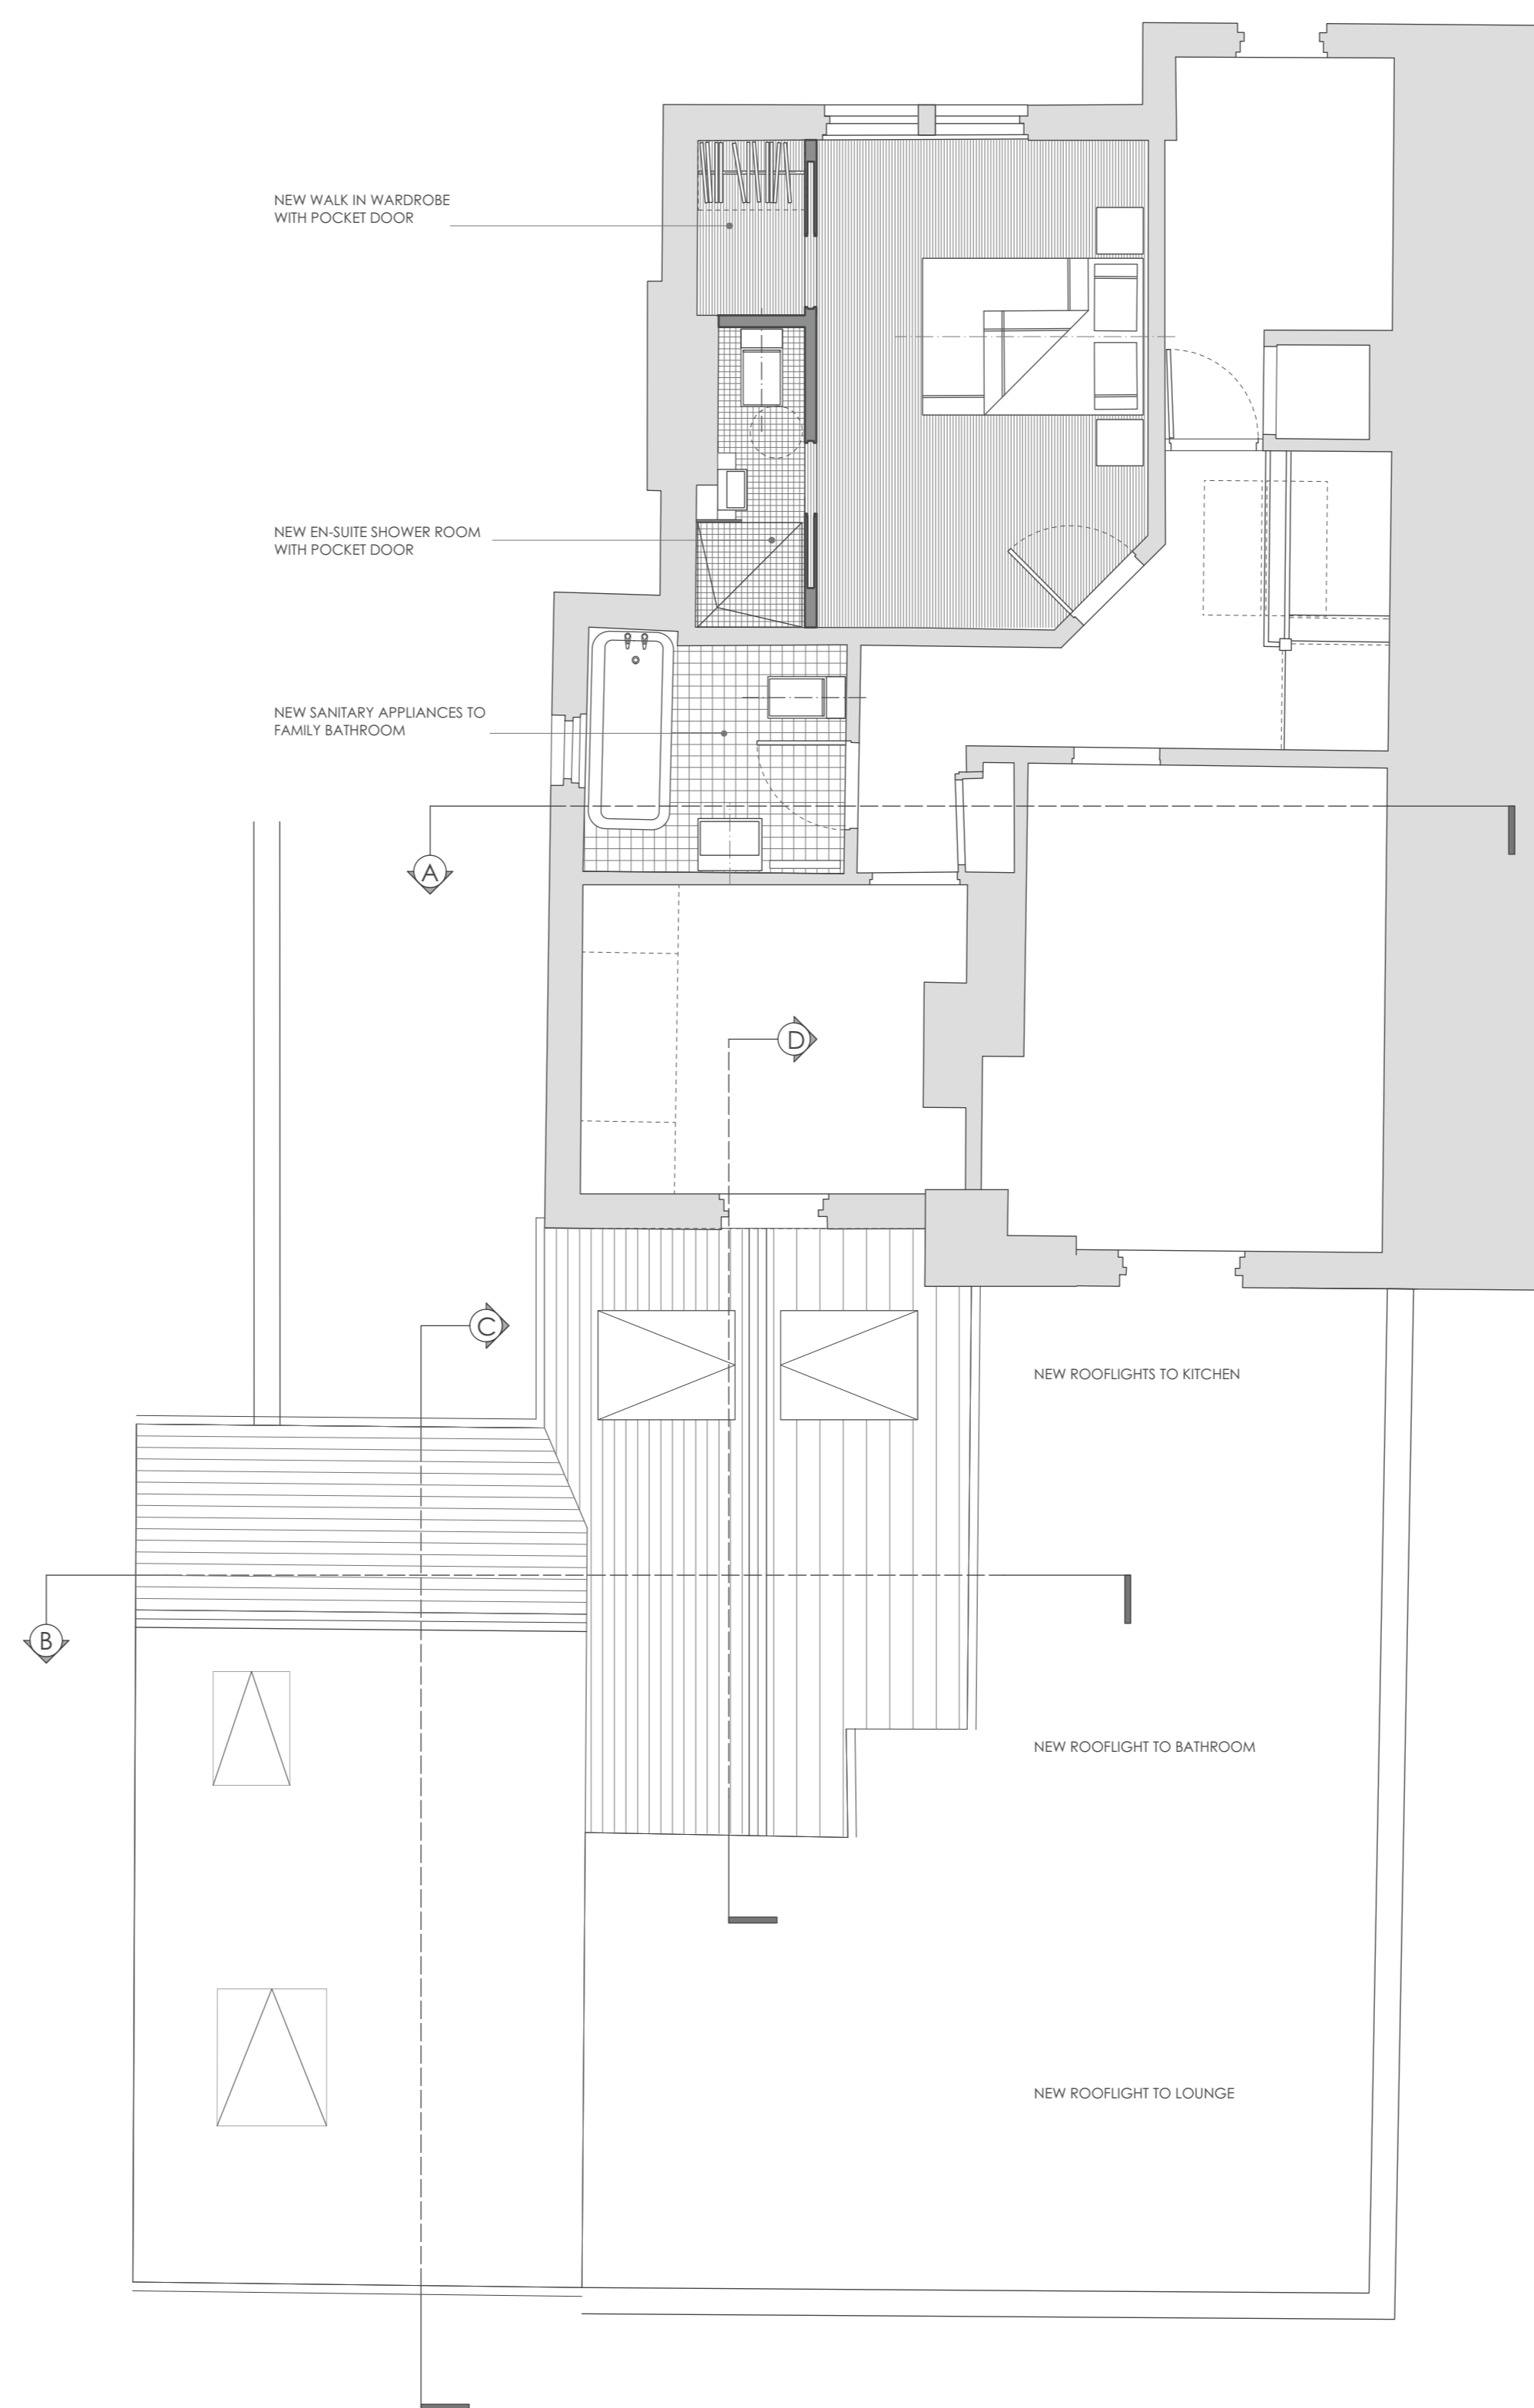 NEW WALK IN WARDROBE
WITH POCKET DOOR
NEW EN-SUITE SHOWER ROOM
WITH POCKET DOOR
NEW SANITARY APPLIANCES TO
FAMILY BATHROOM
A
D
C
NEW ROOFLIGHTS TO KITCHEN
B
NEW ROOFLIGHT TO BATHROOM
NEW ROOFLIGHT TO LOUNGE